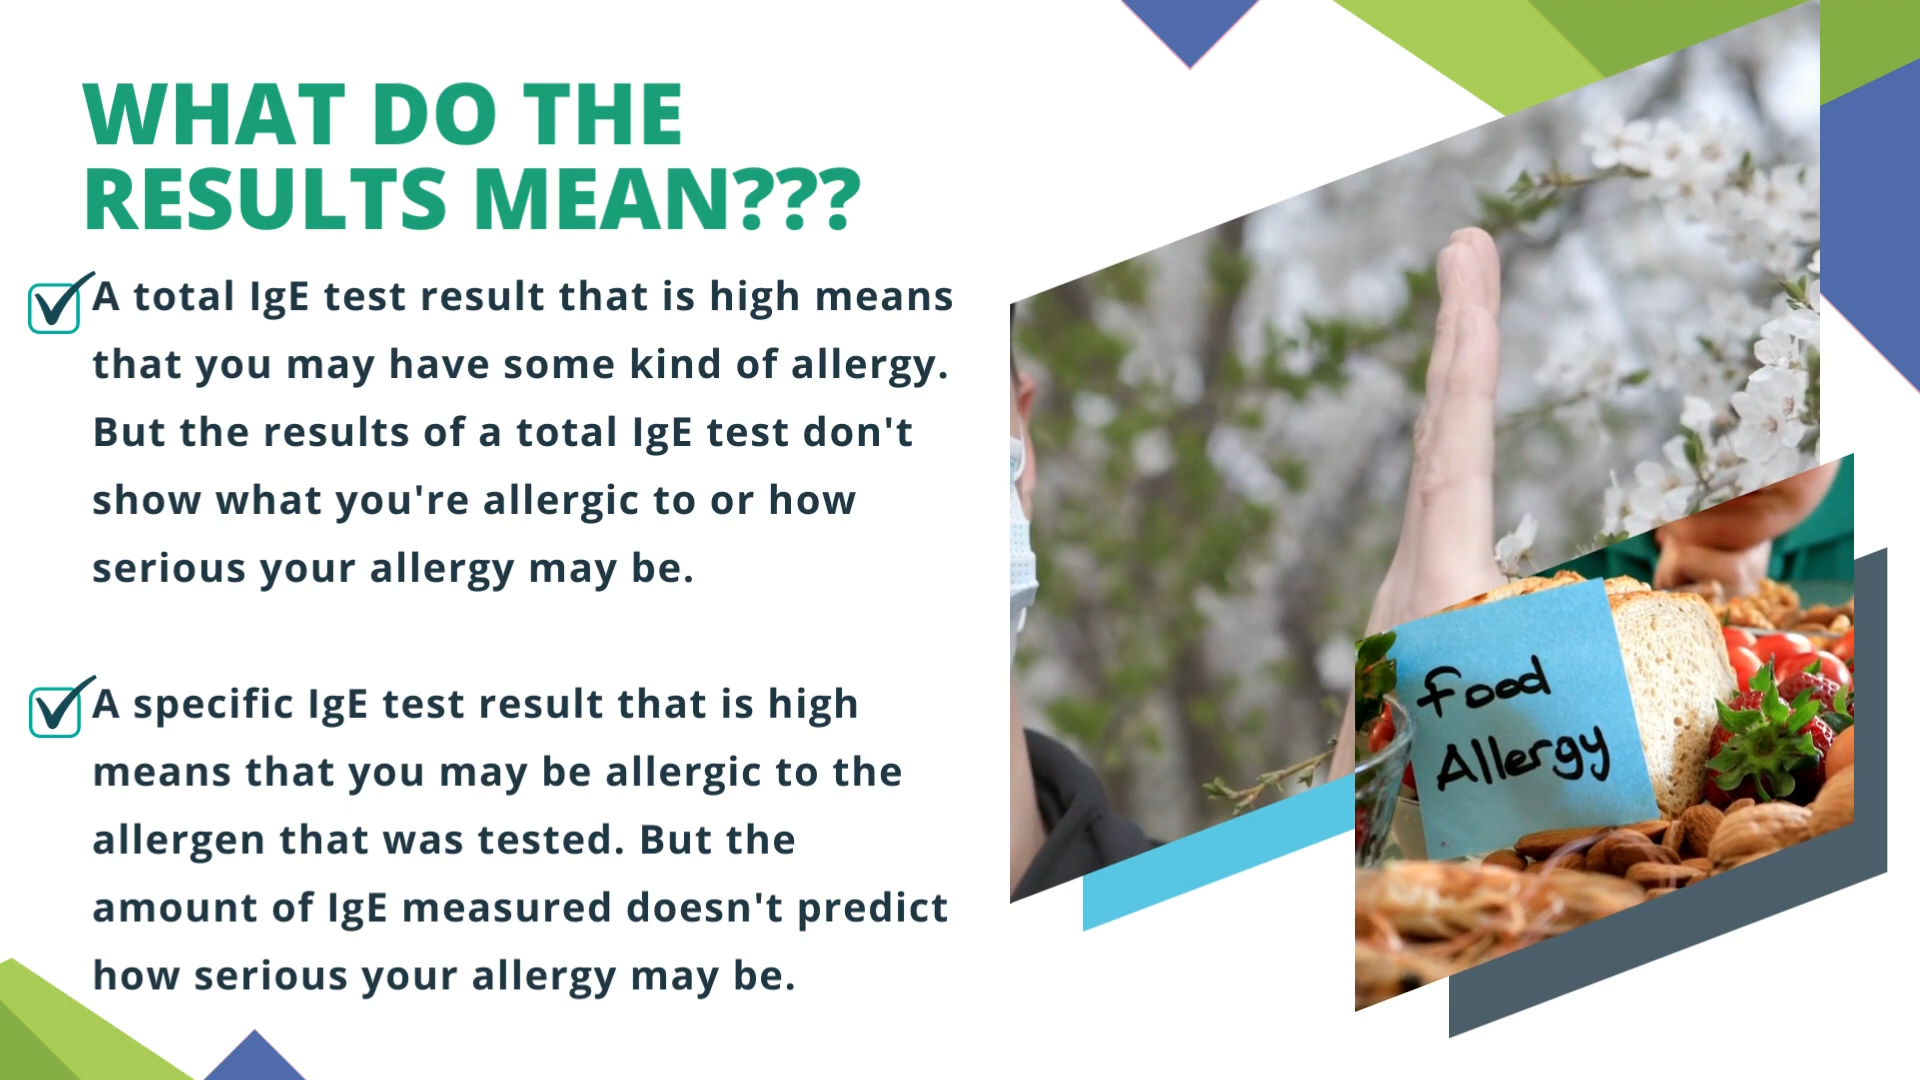 WHAT DO THE
RESULTS MEAN???
A total IgE test result that is high means
that you may have some kind of allergy.
But the results of a total IgE test don't
show what you're allergic to or how
serious your allergy may be.
A specific IgE test result that is high
means that you may be allergic to the
allergen that was tested. But the
amount of IgE measured doesn't predict
how serious your allergy may be.
Food
Allergy